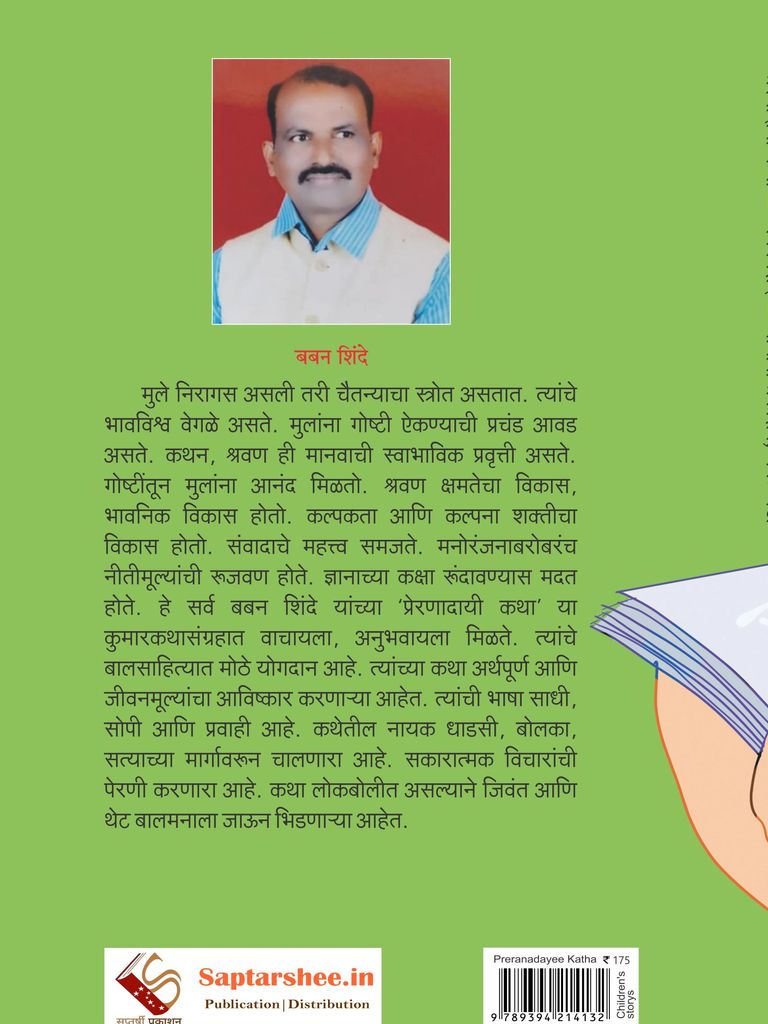 बबन शिंदे
मुले निरागस असली तरी चैतन्याचा स्त्रोत असतात. त्यांचे
भावविश्व वेगळे असते. मुलांना गोष्टी ऐकण्याची प्रचंड आवड
असते. कथन, श्रवण ही मानवाची स्वाभाविक प्रवृत्ती असते.
गोष्टींतून मुलांना आनंद मिळतो. श्रवण क्षमतेचा विकास,
भावनिक विकास होतो. कल्पकता आणि कल्पना शक्तीचा
विकास होतो. संवादाचे महत्त्व समजते. मनोरंजनाबरोबरंच
नीतीमूल्यांची रूजवण होते. ज्ञानाच्या कक्षा रूंदावण्यास मदत
होते. हे सर्व बबन शिंदे यांच्या ‘प्रेरणादायी कथा’ या
कुमारकथासंग्रहात वाचायला, अनुभवायला मिळते. त्यांचे
बालसाहित्यात मोठे योगदान आहे. त्यांच्या कथा अर्थपूर्ण आणि
जीवनमूल्यांचा आविष्कार करणाऱ्या आहेत. त्यांची भाषा साधी,
सोपी आणि प्रवाही आहे. कथेतील नायक धाडसी, बोलका,
सत्याच्या मार्गावरून चालणारा आहे. सकारात्मक विचारांची
पेरणी करणारा आहे. कथा लोकबोलीत असल्याने जिवंत आणि
थेट बालमनाला जाऊन भिडणाऱ्या आहेत.
Saptarshee.in
Publication | Distribution
सप्तर्षी प्रकाशन
Preranadayee Katha ₹ 175
9 789394 214132
Children's
storys